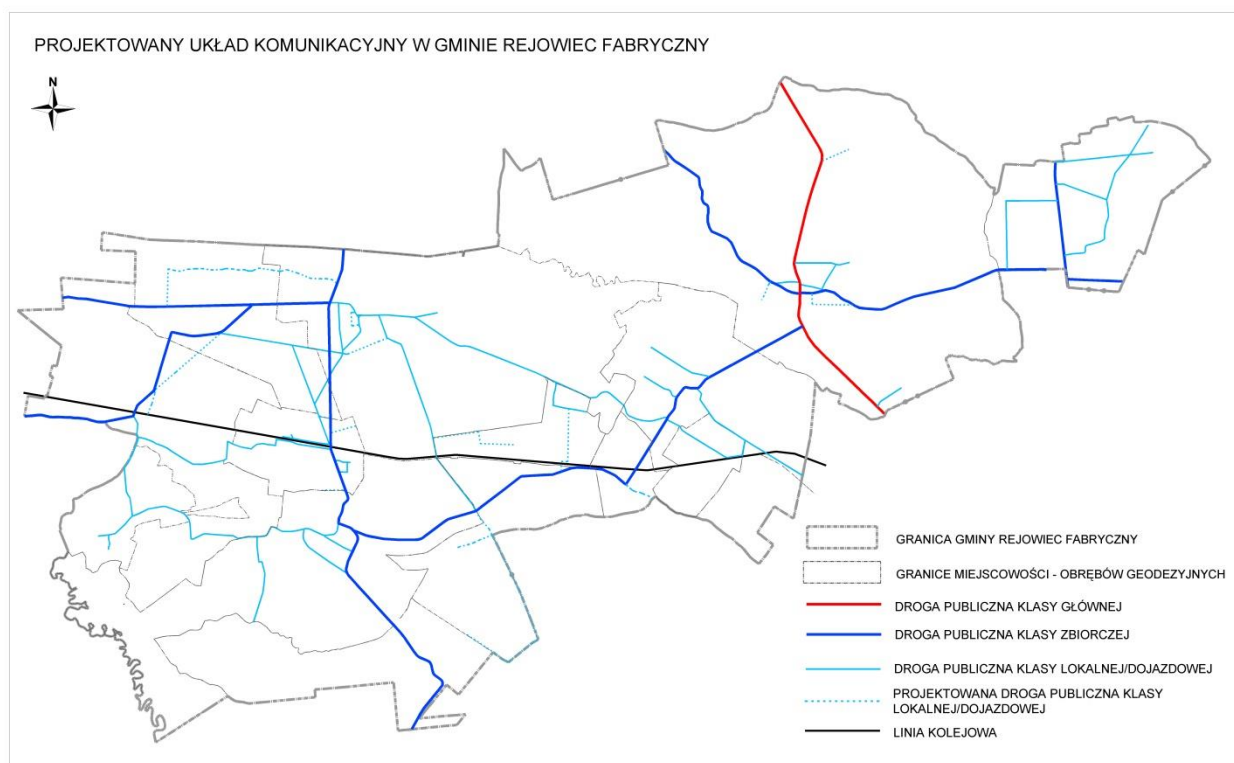 PROJEKTOWANY UKŁAD KOMUNIKACYJNY W GMINIE REJOWIEC FABRYCZNY
N
GRANICA GMINY REJOWIEC FABRYCZNY
GRANICE MIEJSCOWOŚCI - OBRĘBÓW GEODEZYJNYCH
DROGA PUBLICZNA KLASY GŁÓWNEJ
DROGA PUBLICZNA KLASY ZBIORCZEJ
DROGA PUBLICZNA KLASY LOKALNEJ/DOJAZDOWEJ
PROJEKTOWANA DROGA PUBLICZNA KLASY
LOKALNEJ/DOJAZDOWEJ
LINIA KOLEJOWA